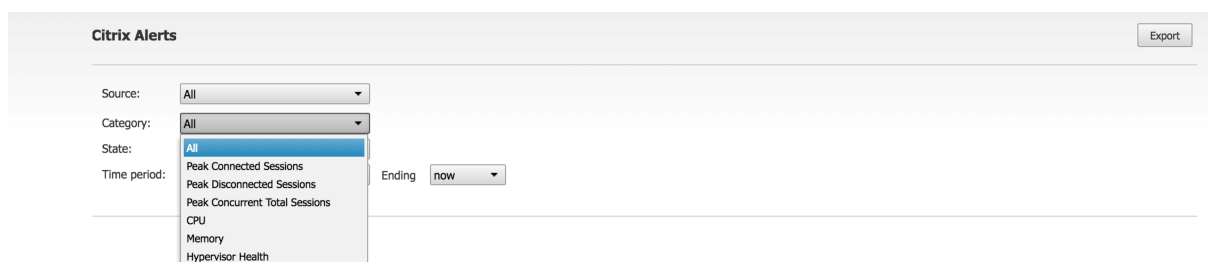 Citrix Alerts
Export
Source: All
Category: All
State:
All
Time period:
Peak Connected Sessions
Ending now
Peak Disconnected Sessions
Peak Concurrent Total Sessions
CPU
Memory
Hypervisor Health